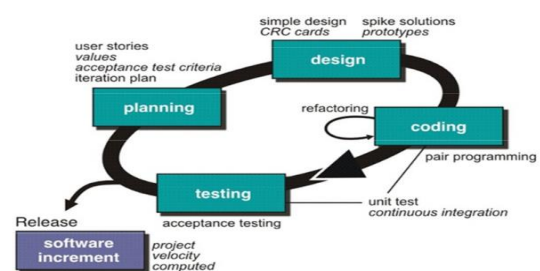 simple design
CRC cards
spike solutions
prototypes
user stories
values
acceptance test criteria
iteration plan
design
planning
refactoring
coding
pair programming
testing
unit test
continuous integration
acceptance testing
Release
software
increment
project
velocity
computed